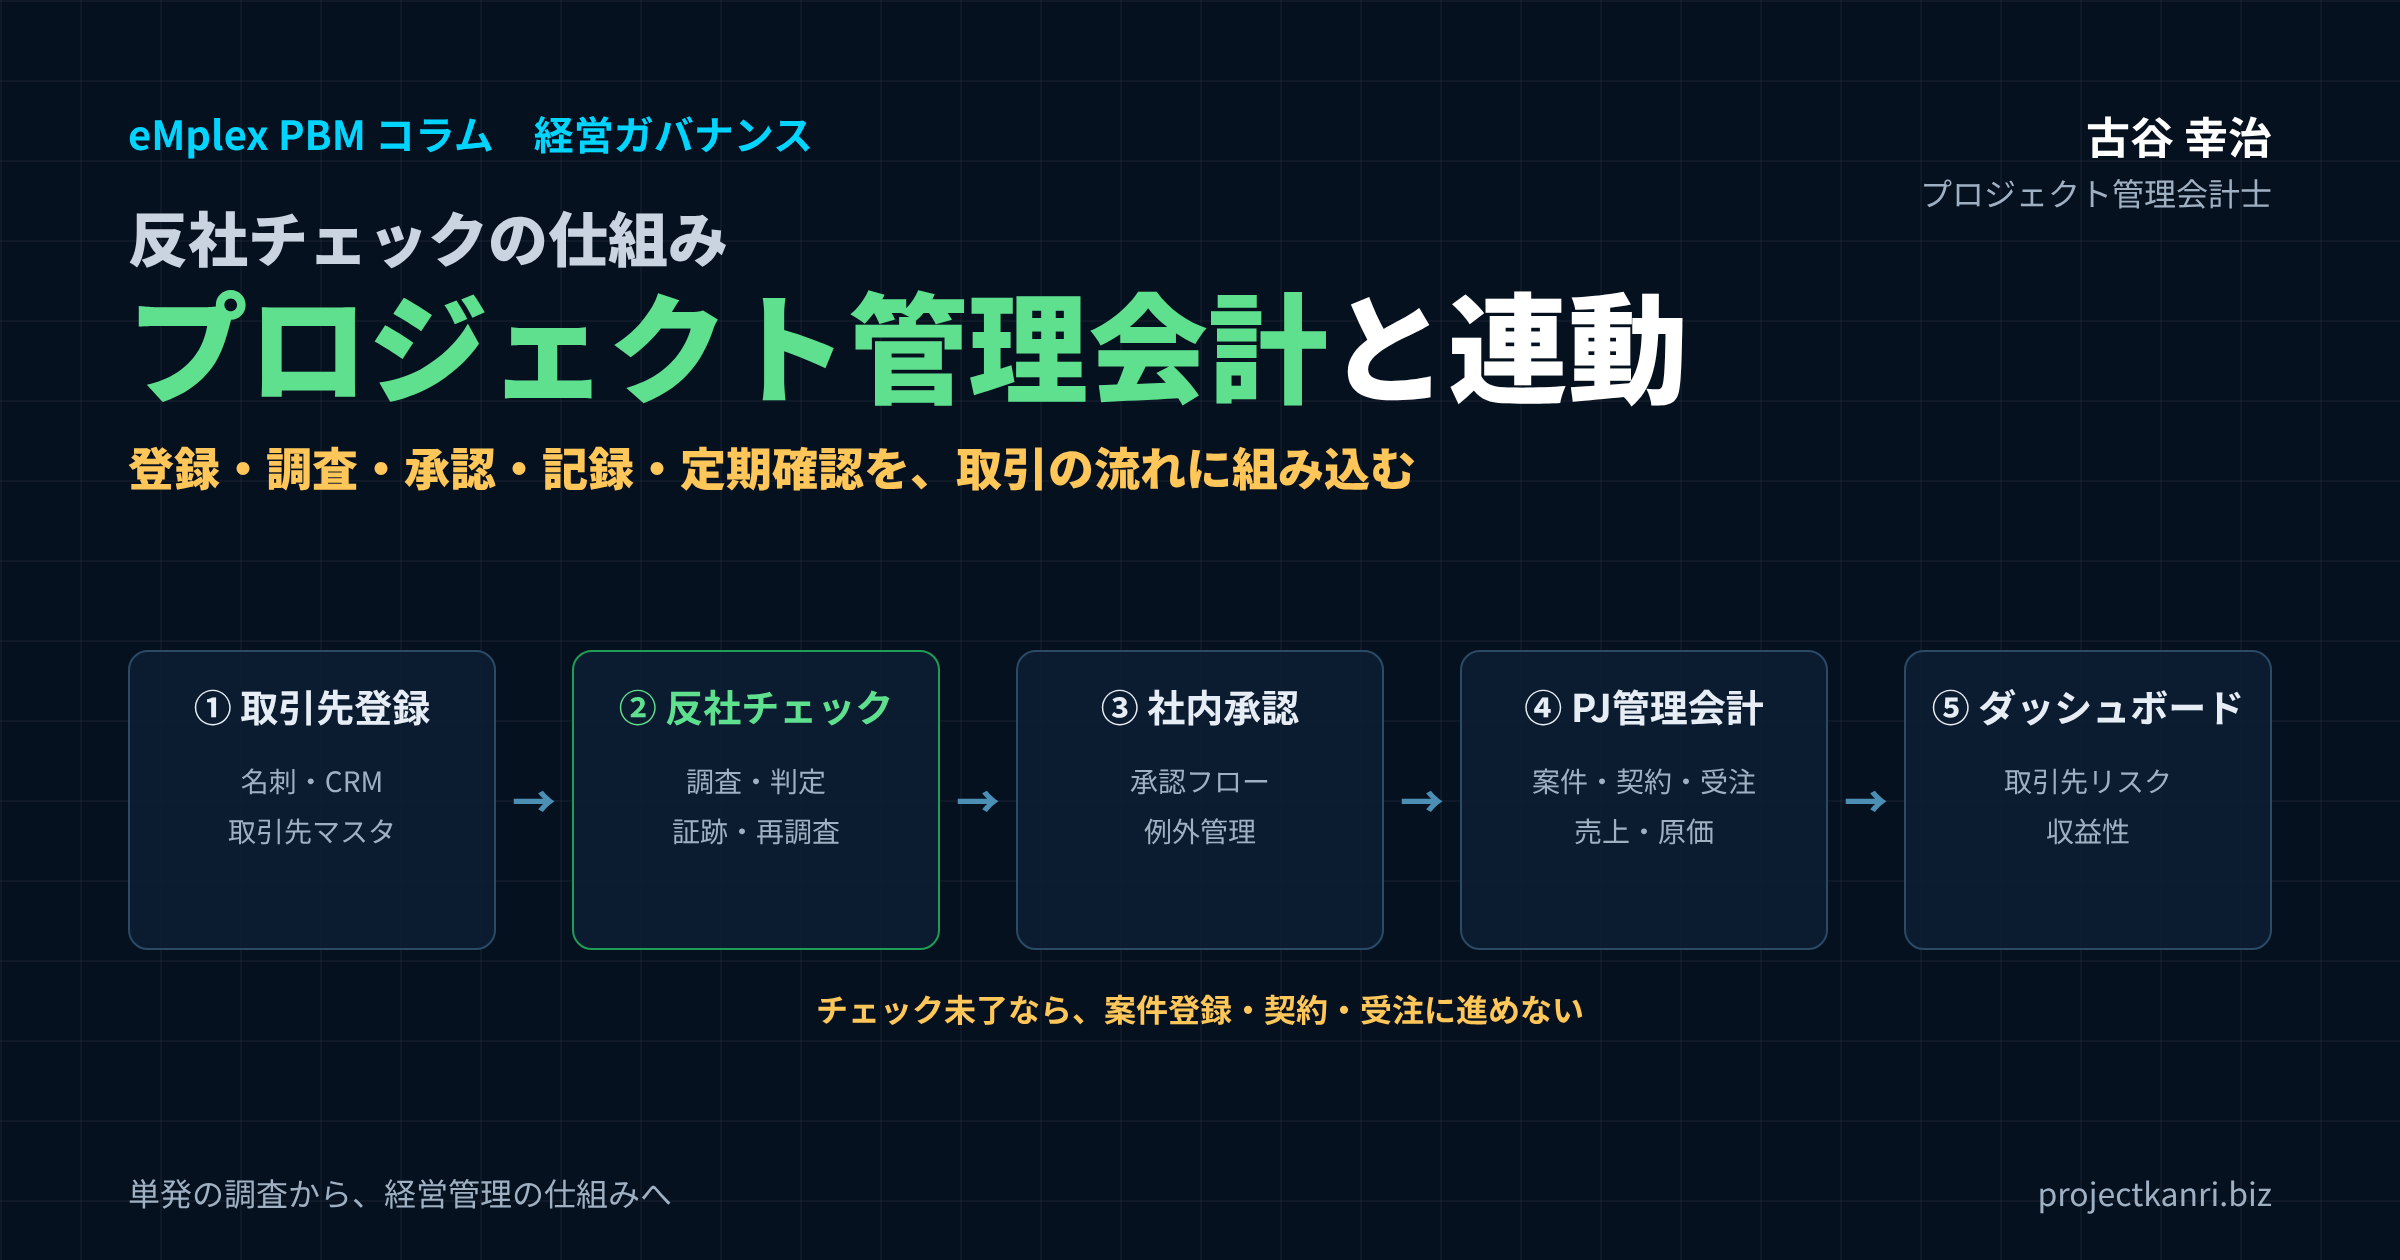 eMplex PBM コラム　経営ガバナンス
古谷 幸治
プロジェクト管理会計士
反社チェックの仕組み
プロジェクト管理会計と連動
登録・調査・承認・記録・定期確認を、取引の流れに組み込む
① 取引先登録
名刺・CRM
取引先マスタ
→
② 反社チェック
調査・判定
証跡・再調査
→
③ 社内承認
承認フロー
例外管理
→
④ PJ管理会計
案件・契約・受注
売上・原価
→
⑤ ダッシュボード
取引先リスク
収益性
チェック未了なら、案件登録・契約・受注に進めない
単発の調査から、経営管理の仕組みへ
projectkanri.biz